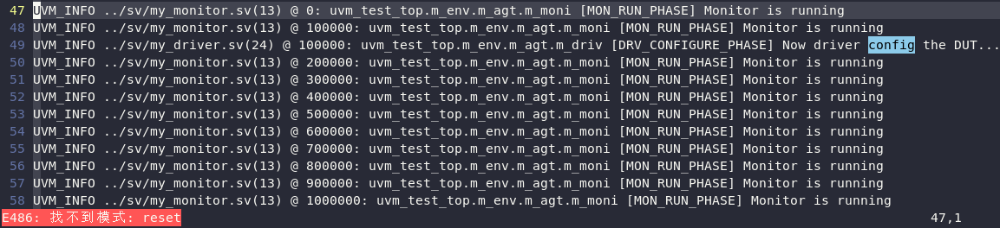 47 UVM_INFO ../sv/my_monitor.sv(13) @ 0: uvm_test_top.m_env.m_agt.m_moni [MON_RUN_PHASE] Monitor is running
48 UVM_INFO ../sv/my_monitor.sv(13) @ 100000: uvm_test_top.m_env.m_agt.m_moni [MON_RUN_PHASE] Monitor is running
49 UVM_INFO ../sv/my_driver.sv(24) @ 100000: uvm_test_top.m_env.m_agt.m_driv [DRV_CONFIGURE_PHASE] Now driver config the DUT...
50 UVM_INFO ../sv/my_monitor.sv(13) @ 200000: uvm_test_top.m_env.m_agt.m_moni [MON_RUN_PHASE] Monitor is running
51 UVM_INFO ../sv/my_monitor.sv(13) @ 300000: uvm_test_top.m_env.m_agt.m_moni [MON_RUN_PHASE] Monitor is running
52 UVM_INFO ../sv/my_monitor.sv(13) @ 400000: uvm_test_top.m_env.m_agt.m_moni [MON_RUN_PHASE] Monitor is running
53 UVM_INFO ../sv/my_monitor.sv(13) @ 500000: uvm_test_top.m_env.m_agt.m_moni [MON_RUN_PHASE] Monitor is running
54 UVM_INFO ../sv/my_monitor.sv(13) @ 600000: uvm_test_top.m_env.m_agt.m_moni [MON_RUN_PHASE] Monitor is running
55 UVM_INFO ../sv/my_monitor.sv(13) @ 700000: uvm_test_top.m_env.m_agt.m_moni [MON_RUN_PHASE] Monitor is running
56 UVM_INFO ../sv/my_monitor.sv(13) @ 800000: uvm_test_top.m_env.m_agt.m_moni [MON_RUN_PHASE] Monitor is running
57 UVM_INFO ../sv/my_monitor.sv(13) @ 900000: uvm_test_top.m_env.m_agt.m_moni [MON_RUN_PHASE] Monitor is running
58 UVM_INFO ../sv/my_monitor.sv(13) @ 1000000: uvm_test_top.m_env.m_agt.m_moni [MON_RUN_PHASE] Monitor is running
E486: 找不到模式: reset 47,1